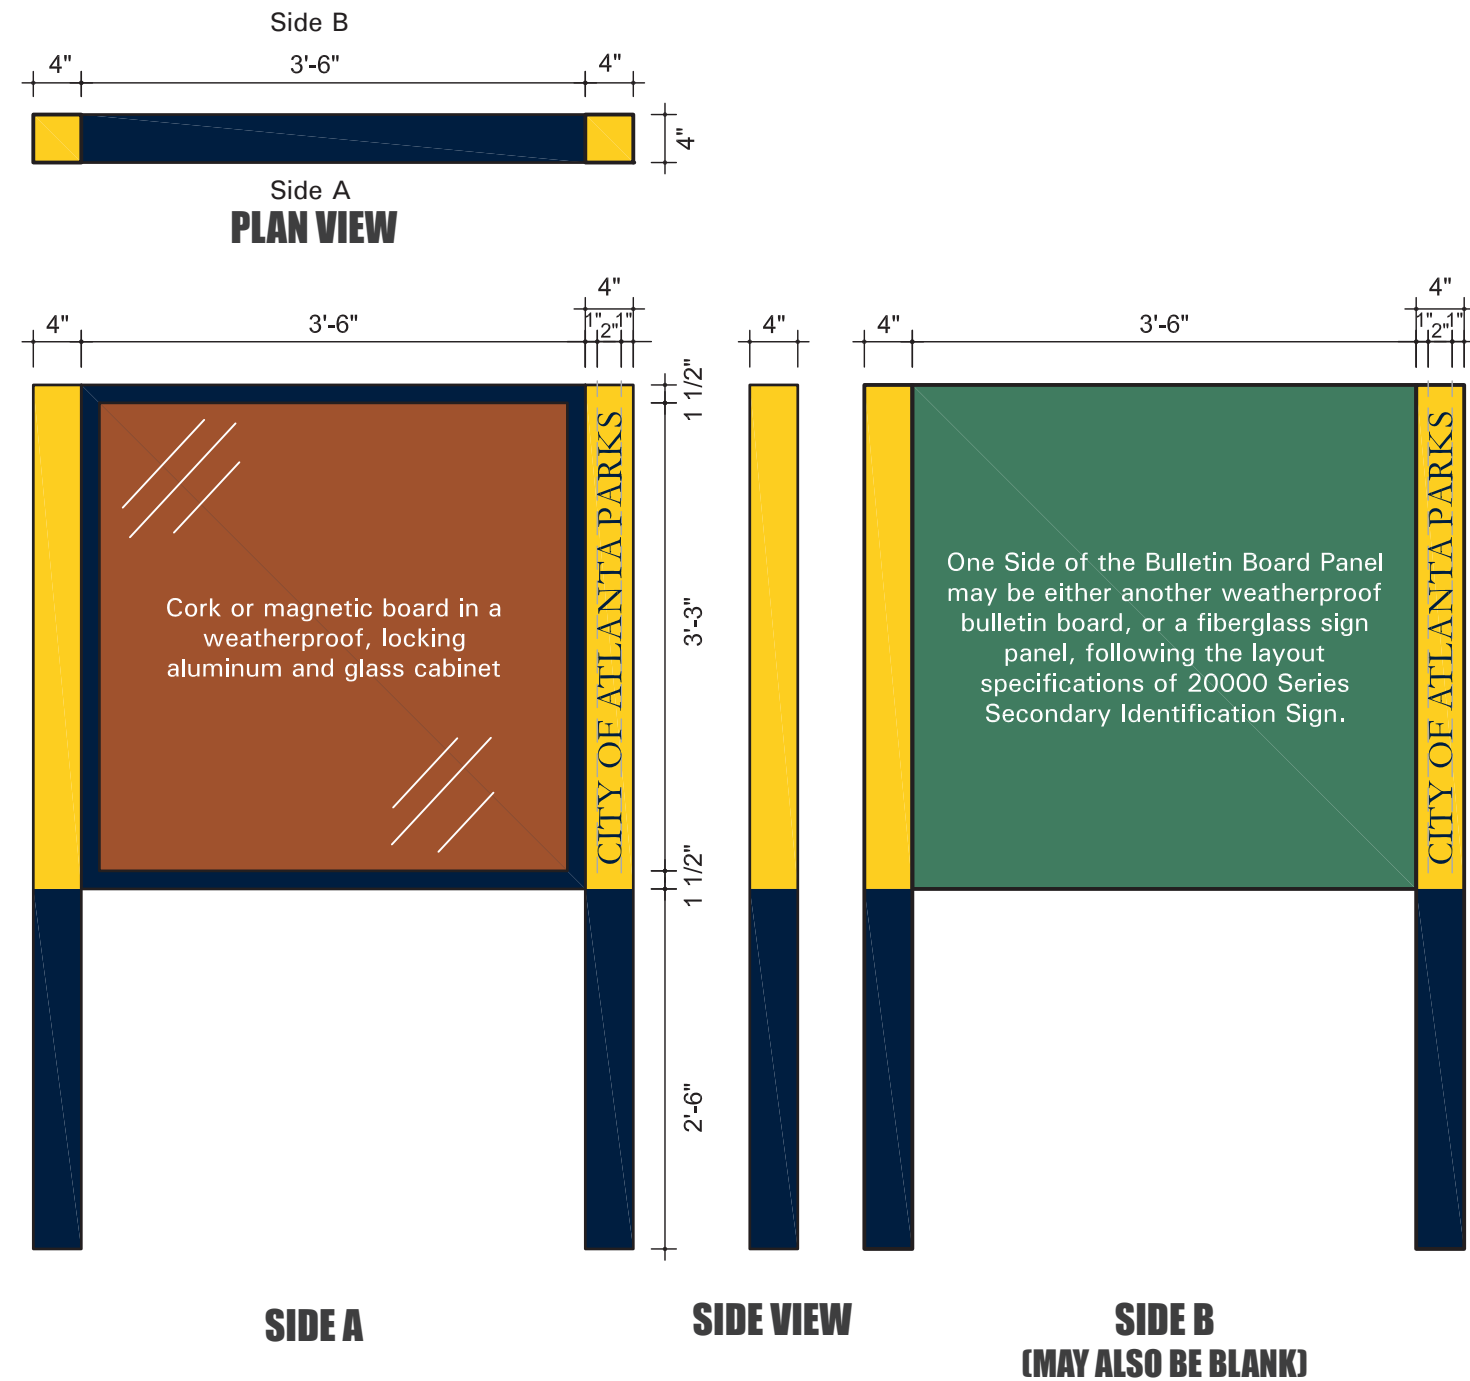 Side B
4" 3'-6" 4"
4"
Side A
PLAN VIEW
4"
4" 3'-6" 1" 2" 1"
1 1/2"
3'-3"
1 1/2"
2'-6"
Cork or magnetic board in a
weatherproof, locking
aluminum and glass cabinet
CITY OF ATLANTA PARKS
SIDE A
4"
SIDE VIEW
4"
4" 3'-6" 1" 2" 1"
One Side of the Bulletin Board Panel
may be either another weatherproof
bulletin board, or a fiberglass sign
panel, following the layout
specifications of 20000 Series
Secondary Identification Sign.
CITY OF ATLANTA PARKS
SIDE B
(MAY ALSO BE BLANK)